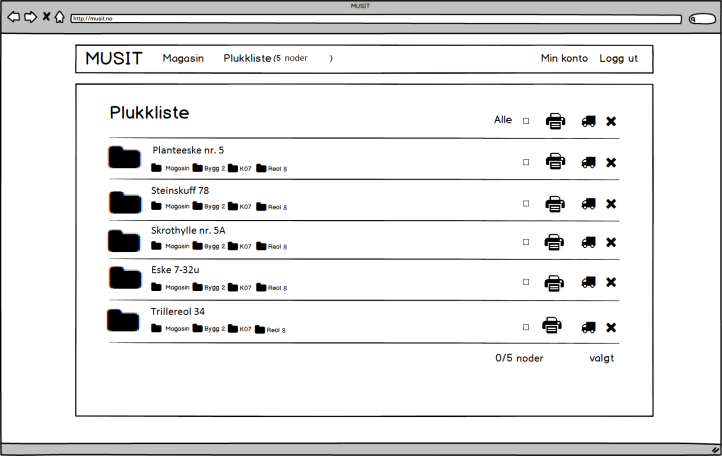 MUSIT
http://musit.no
MUSIT Magasin Plukkliste (5 noder ) Min konto Logg ut
Plukkliste
Alle
Planteeske nr. 5
Magasin Bygg 2 K07 Reol 8
Steinskuff 78
Magasin Bygg 2 K07 Reol 8
Skrothylle nr. 5A
Magasin Bygg 2 K07 Reol 8
Eske 7-32u
Magasin Bygg 2 K07 Reol 8
Trillereol 34
Magasin Bygg 2 K07 Reol 8
0/5 noder valgt